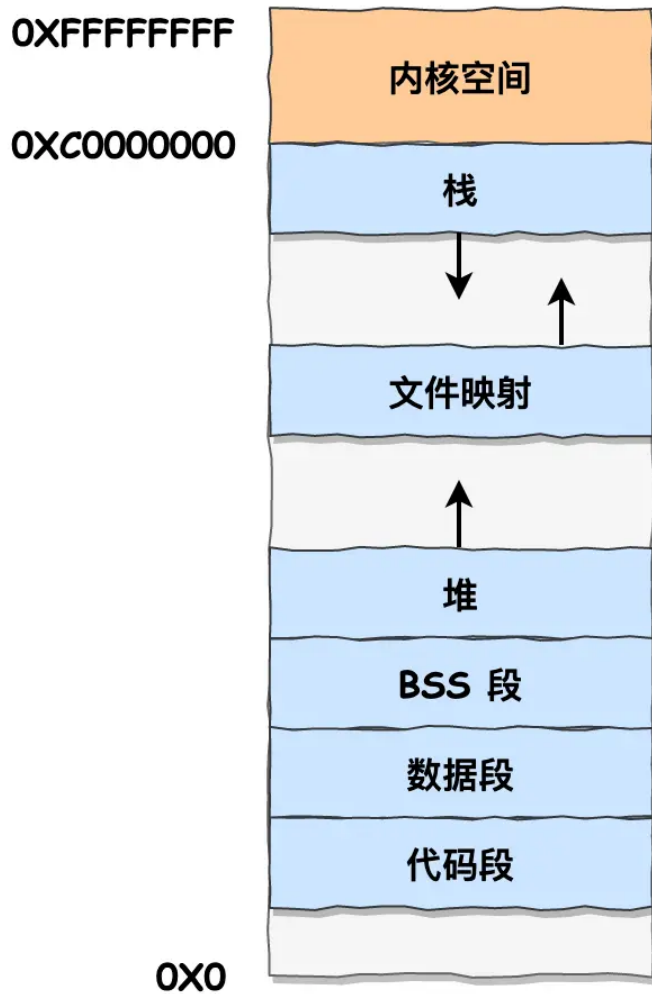 0XFFFFFFFF
内核空间
0XC0000000
栈
文件映射
堆
BSS 段
数据段
代码段
0X0